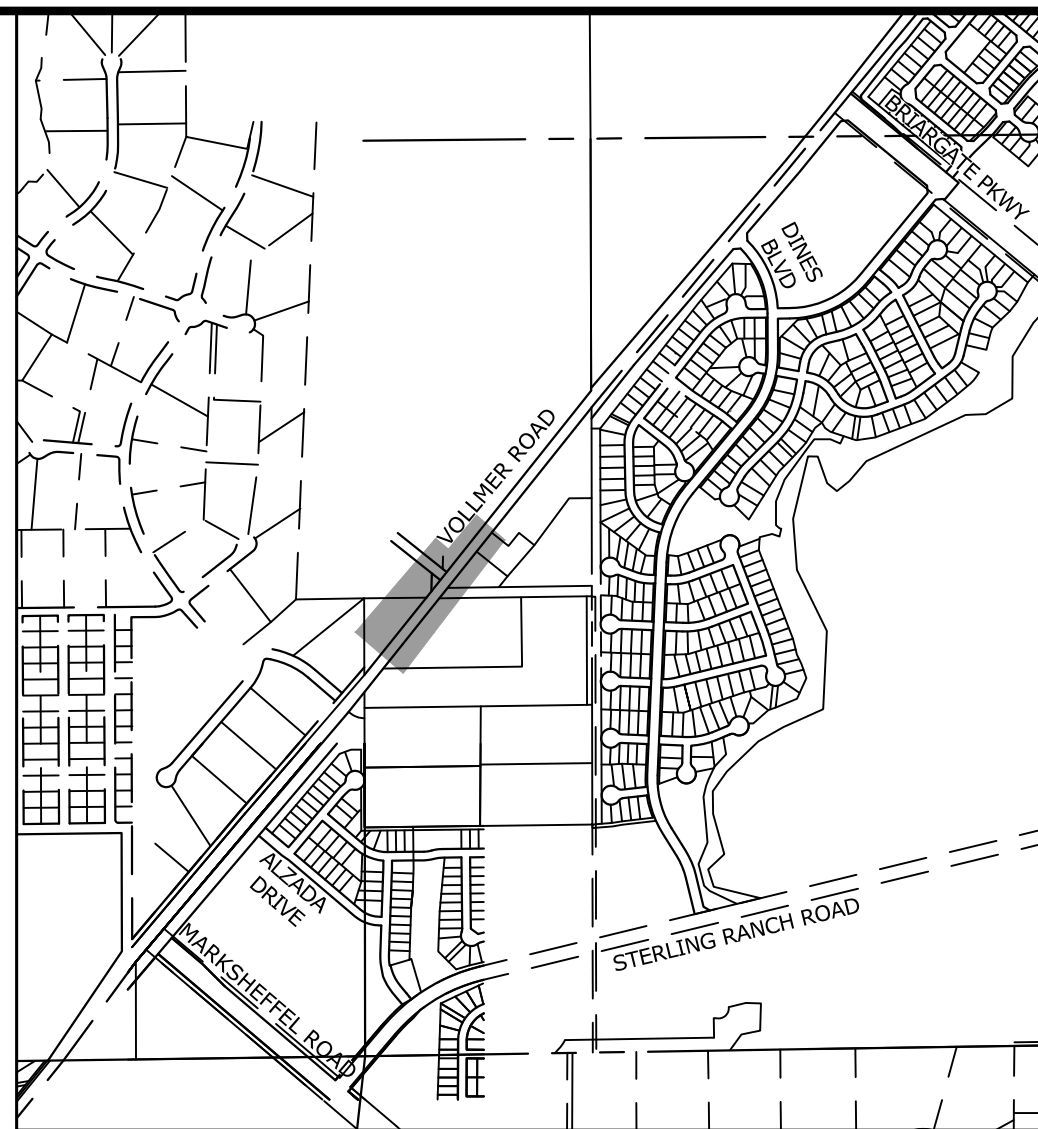 BRIARGATE PKWY
DINES
BLVD
VOLLMER ROAD
ALZADA
DRIVE
MARKSHEFFEL ROAD
STERLING RANCH ROAD